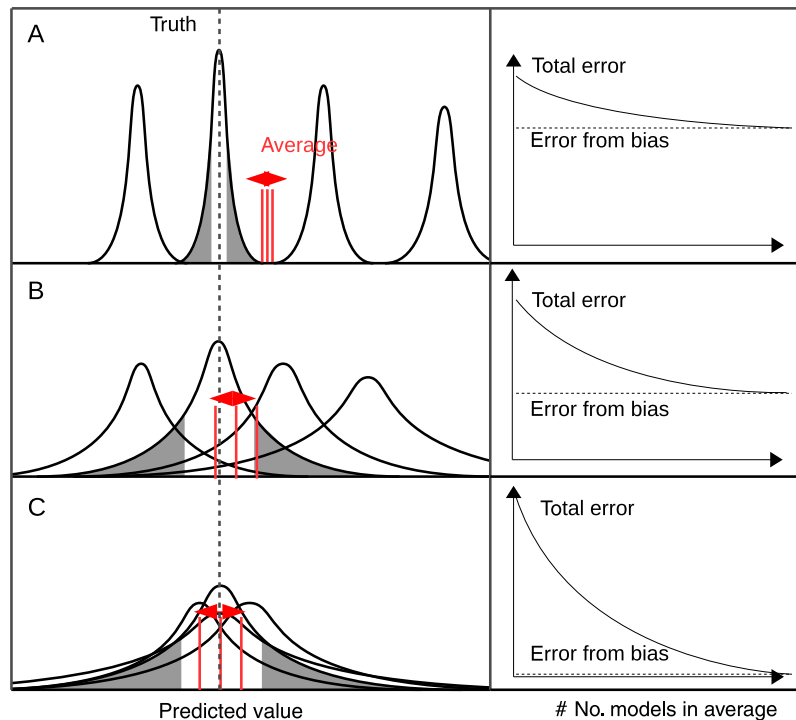 A
Truth
Average
Total error
Error from bias
B
Total error
Error from bias
C
Total error
Error from bias
Predicted value
# No. models in average